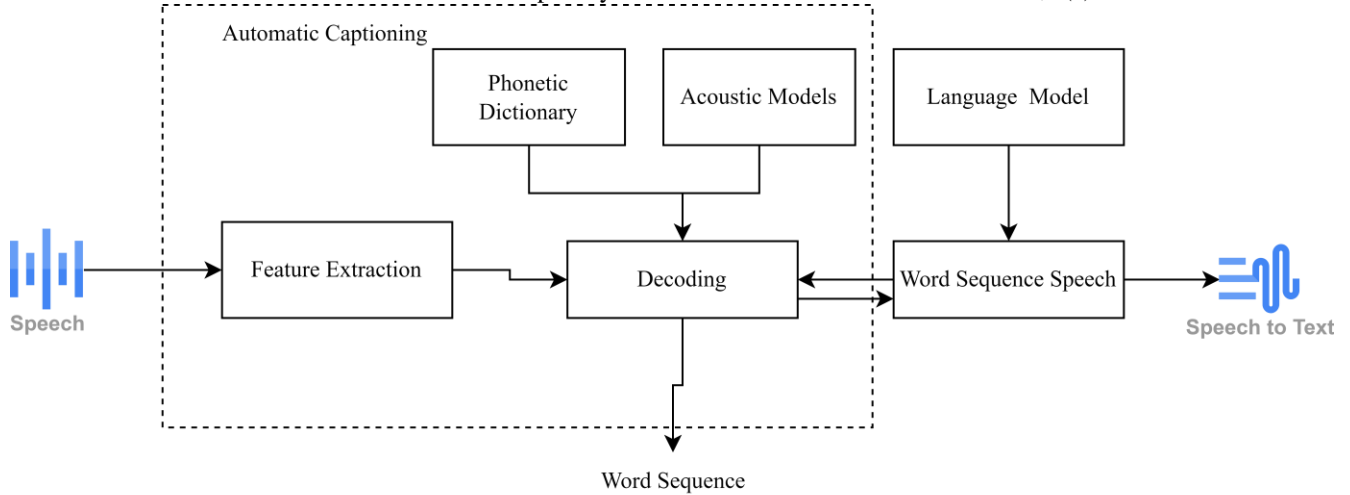 Automatic Captioning
Phonetic
Dictionary
Acoustic Models
Language Model
Feature Extraction
Decoding
Word Sequence Speech
Speech
Speech to Text
Word Sequence